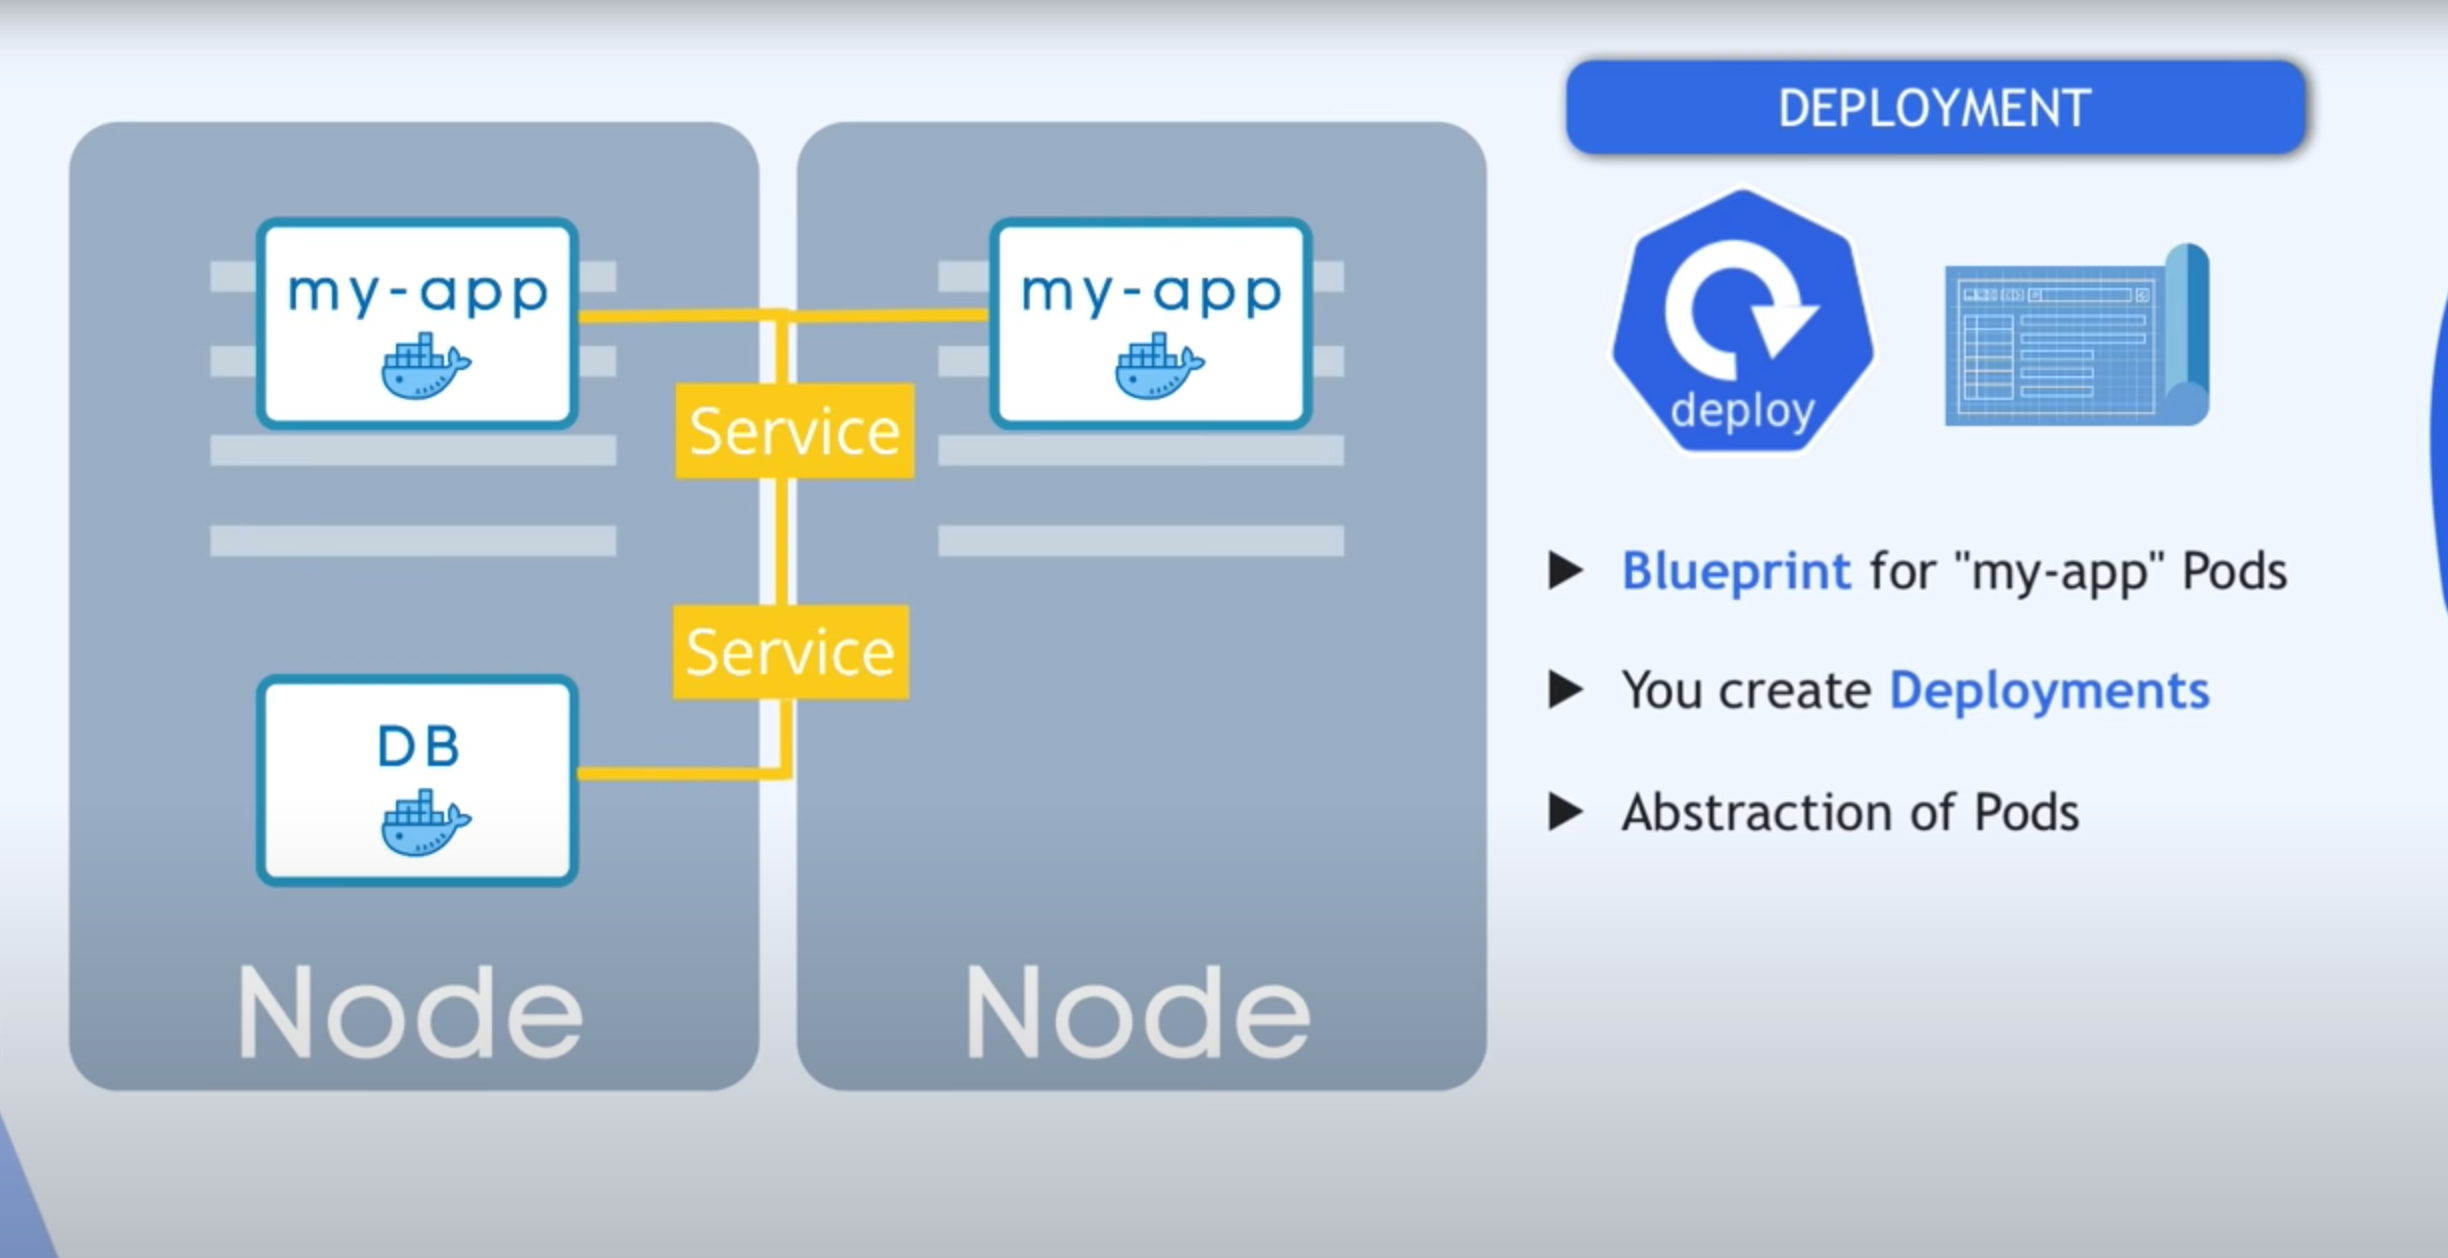 my-app
my-app
Service
Service
DB
Node
Node
DEPLOYMENT
deploy
Blueprint for "my-app" Pods
You create Deployments
Abstraction of Pods